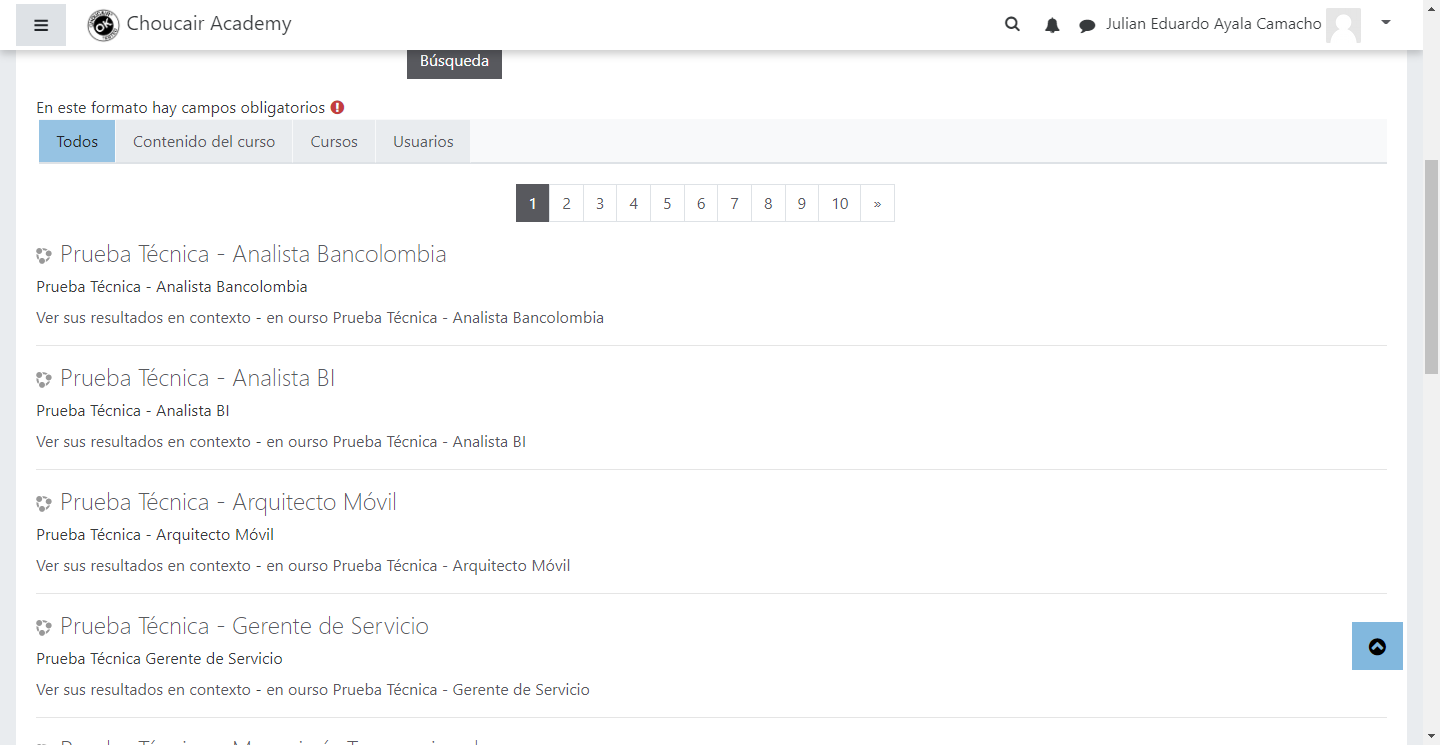 Choucair Academy
Julian Eduardo Ayala Camacho
Búsqueda
En este formato hay campos obligatorios
Todos Contenido del curso Cursos Usuarios
1 2 3 4 5 6 7 8 9 10 »
Prueba Técnica - Analista Bancolombia
Prueba Técnica - Analista Bancolombia
Ver sus resultados en contexto - en ourso Prueba Técnica - Analista Bancolombia
Prueba Técnica - Analista BI
Prueba Técnica - Analista BI
Ver sus resultados en contexto - en ourso Prueba Técnica - Analista BI
Prueba Técnica - Arquitecto Móvil
Prueba Técnica - Arquitecto Móvil
Ver sus resultados en contexto - en ourso Prueba Técnica - Arquitecto Móvil
Prueba Técnica - Gerente de Servicio
Prueba Técnica Gerente de Servicio
Ver sus resultados en contexto - en ourso Prueba Técnica - Gerente de Servicio